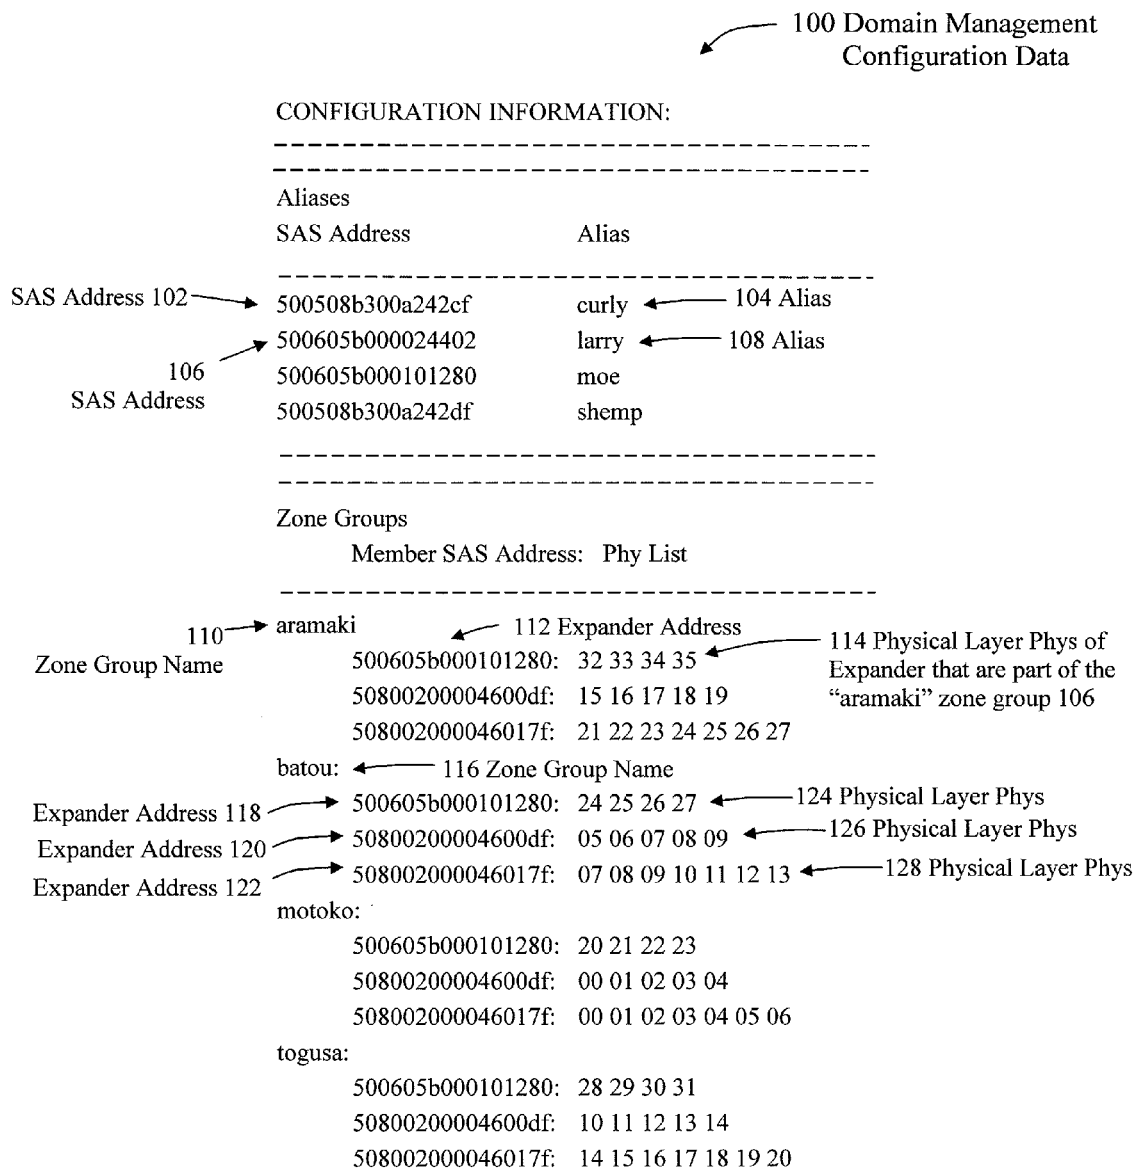 100 Domain Management
Configuration Data
CONFIGURATION INFORMATION:
Aliases
SAS Address Alias
SAS Address 102 500508b300a242cf curly 104 Alias
500605b000024402 larry 108 Alias
106
SAS Address
500605b000101280 moe
500508b300a242df shemp
Zone Groups
Member SAS Address: Phy List
110
Zone Group Name
aramaki
112 Expander Address
114 Physical Layer Phys of
Expander that are part of the
“aramaki” zone group 106
500605b000101280: 32 33 34 35
50800200004600df: 15 16 17 18 19
508002000046017f: 21 22 23 24 25 26 27
batou: 116 Zone Group Name
Expander Address 118 500605b000101280: 24 25 26 27 124 Physical Layer Phys
Expander Address 120 50800200004600df: 05 06 07 08 09 126 Physical Layer Phys
Expander Address 122 508002000046017f: 07 08 09 10 11 12 13 128 Physical Layer Phys
motoko:
500605b000101280: 20 21 22 23
50800200004600df: 00 01 02 03 04
508002000046017f: 00 01 02 03 04 05 06
togusa:
500605b000101280: 28 29 30 31
50800200004600df: 10 11 12 13 14
508002000046017f: 14 15 16 17 18 19 20